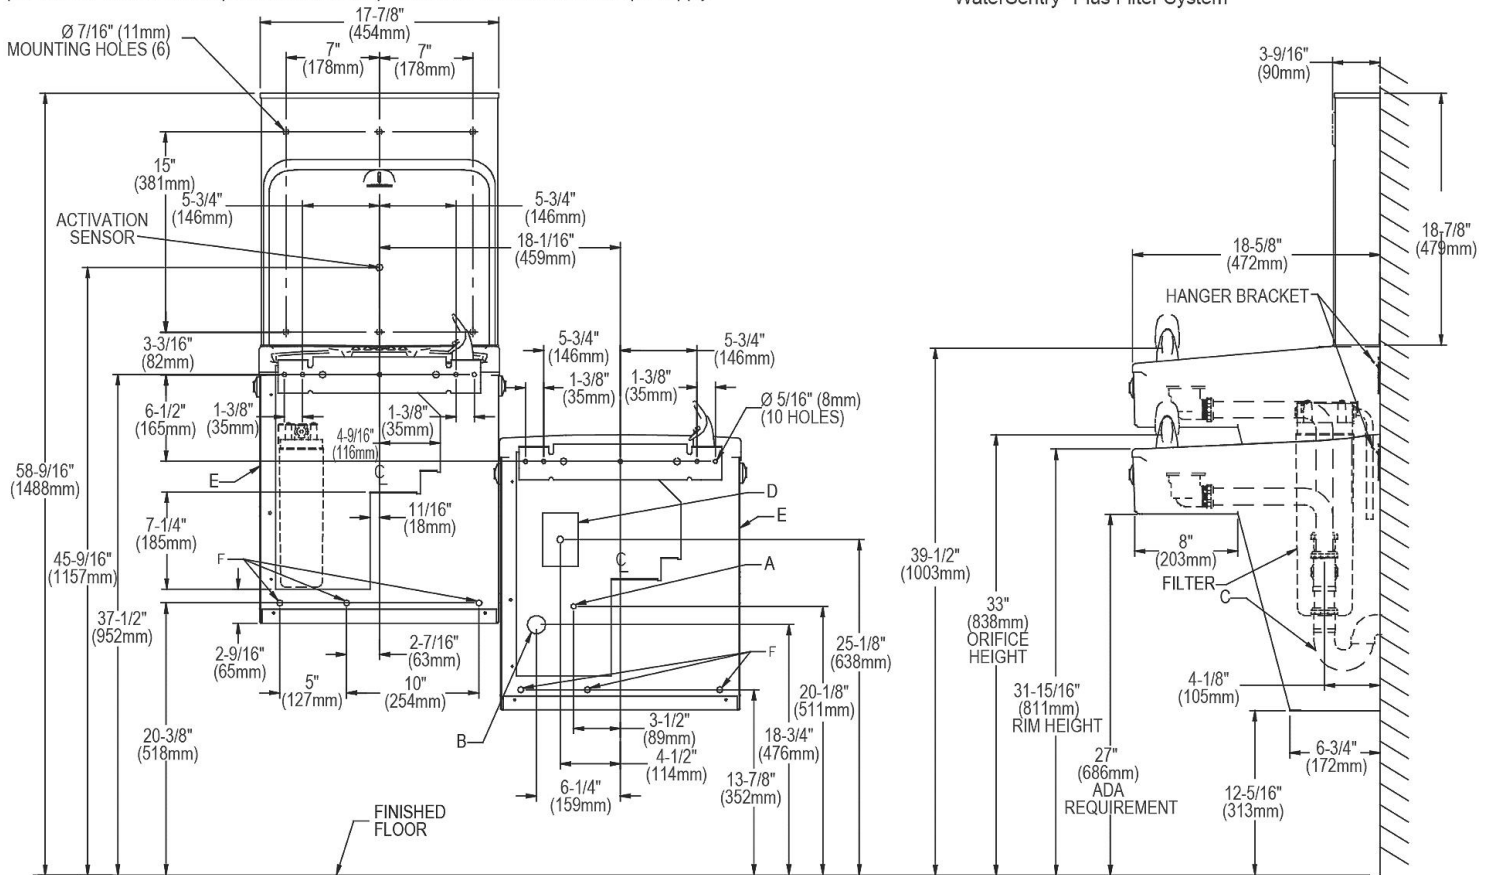 WaterSentry Plus Filter System
17-7/8"
(454mm)
Ø 7/16" (11mm)
MOUNTING HOLES (6)
7"
(178mm)
7"
(178mm)
3-9/16"
(90mm)
15"
(381mm)
5-3/4"
(146mm)
5-3/4"
(146mm)
ACTIVATION
SENSOR
18-1/16"
(459mm)
18-5/8"
(472mm)
18-7/8"
(479mm)
HANGER BRACKET
3-3/16"
(82mm)
5-3/4"
(146mm)
5-3/4"
(146mm)
1-3/8"
(35mm)
1-3/8"
(35mm)
6-1/2"
(165mm)
1-3/8"
(35mm)
1-3/8"
(35mm)
Ø 5/16" (8mm)
(10 HOLES)
4-9/16"
(116mm)
C
58-9/16"
(1488mm)
E
D
11/16"
(18mm)
E
7-1/4"
(185mm)
45-9/16"
(1157mm)
F
C
A
39-1/2"
(1003mm)
8"
(203mm)
FILTER
C
37-1/2"
(952mm)
33"
(838mm)
ORIFICE
HEIGHT
2-9/16"
(65mm)
2-7/16"
(63mm)
25-1/8"
(638mm)
F
5"
(127mm)
10"
(254mm)
20-1/8"
(511mm)
31-15/16"
(811mm)
RIM HEIGHT
4-1/8"
(105mm)
20-3/8"
(518mm)
B
3-1/2"
(89mm)
18-3/4"
(476mm)
4-1/2"
(114mm)
27"
(686mm)
ADA
REQUIREMENT
6-3/4"
(172mm)
6-1/4"
(159mm)
13-7/8"
(352mm)
12-5/16"
(313mm)
FINISHED
FLOOR